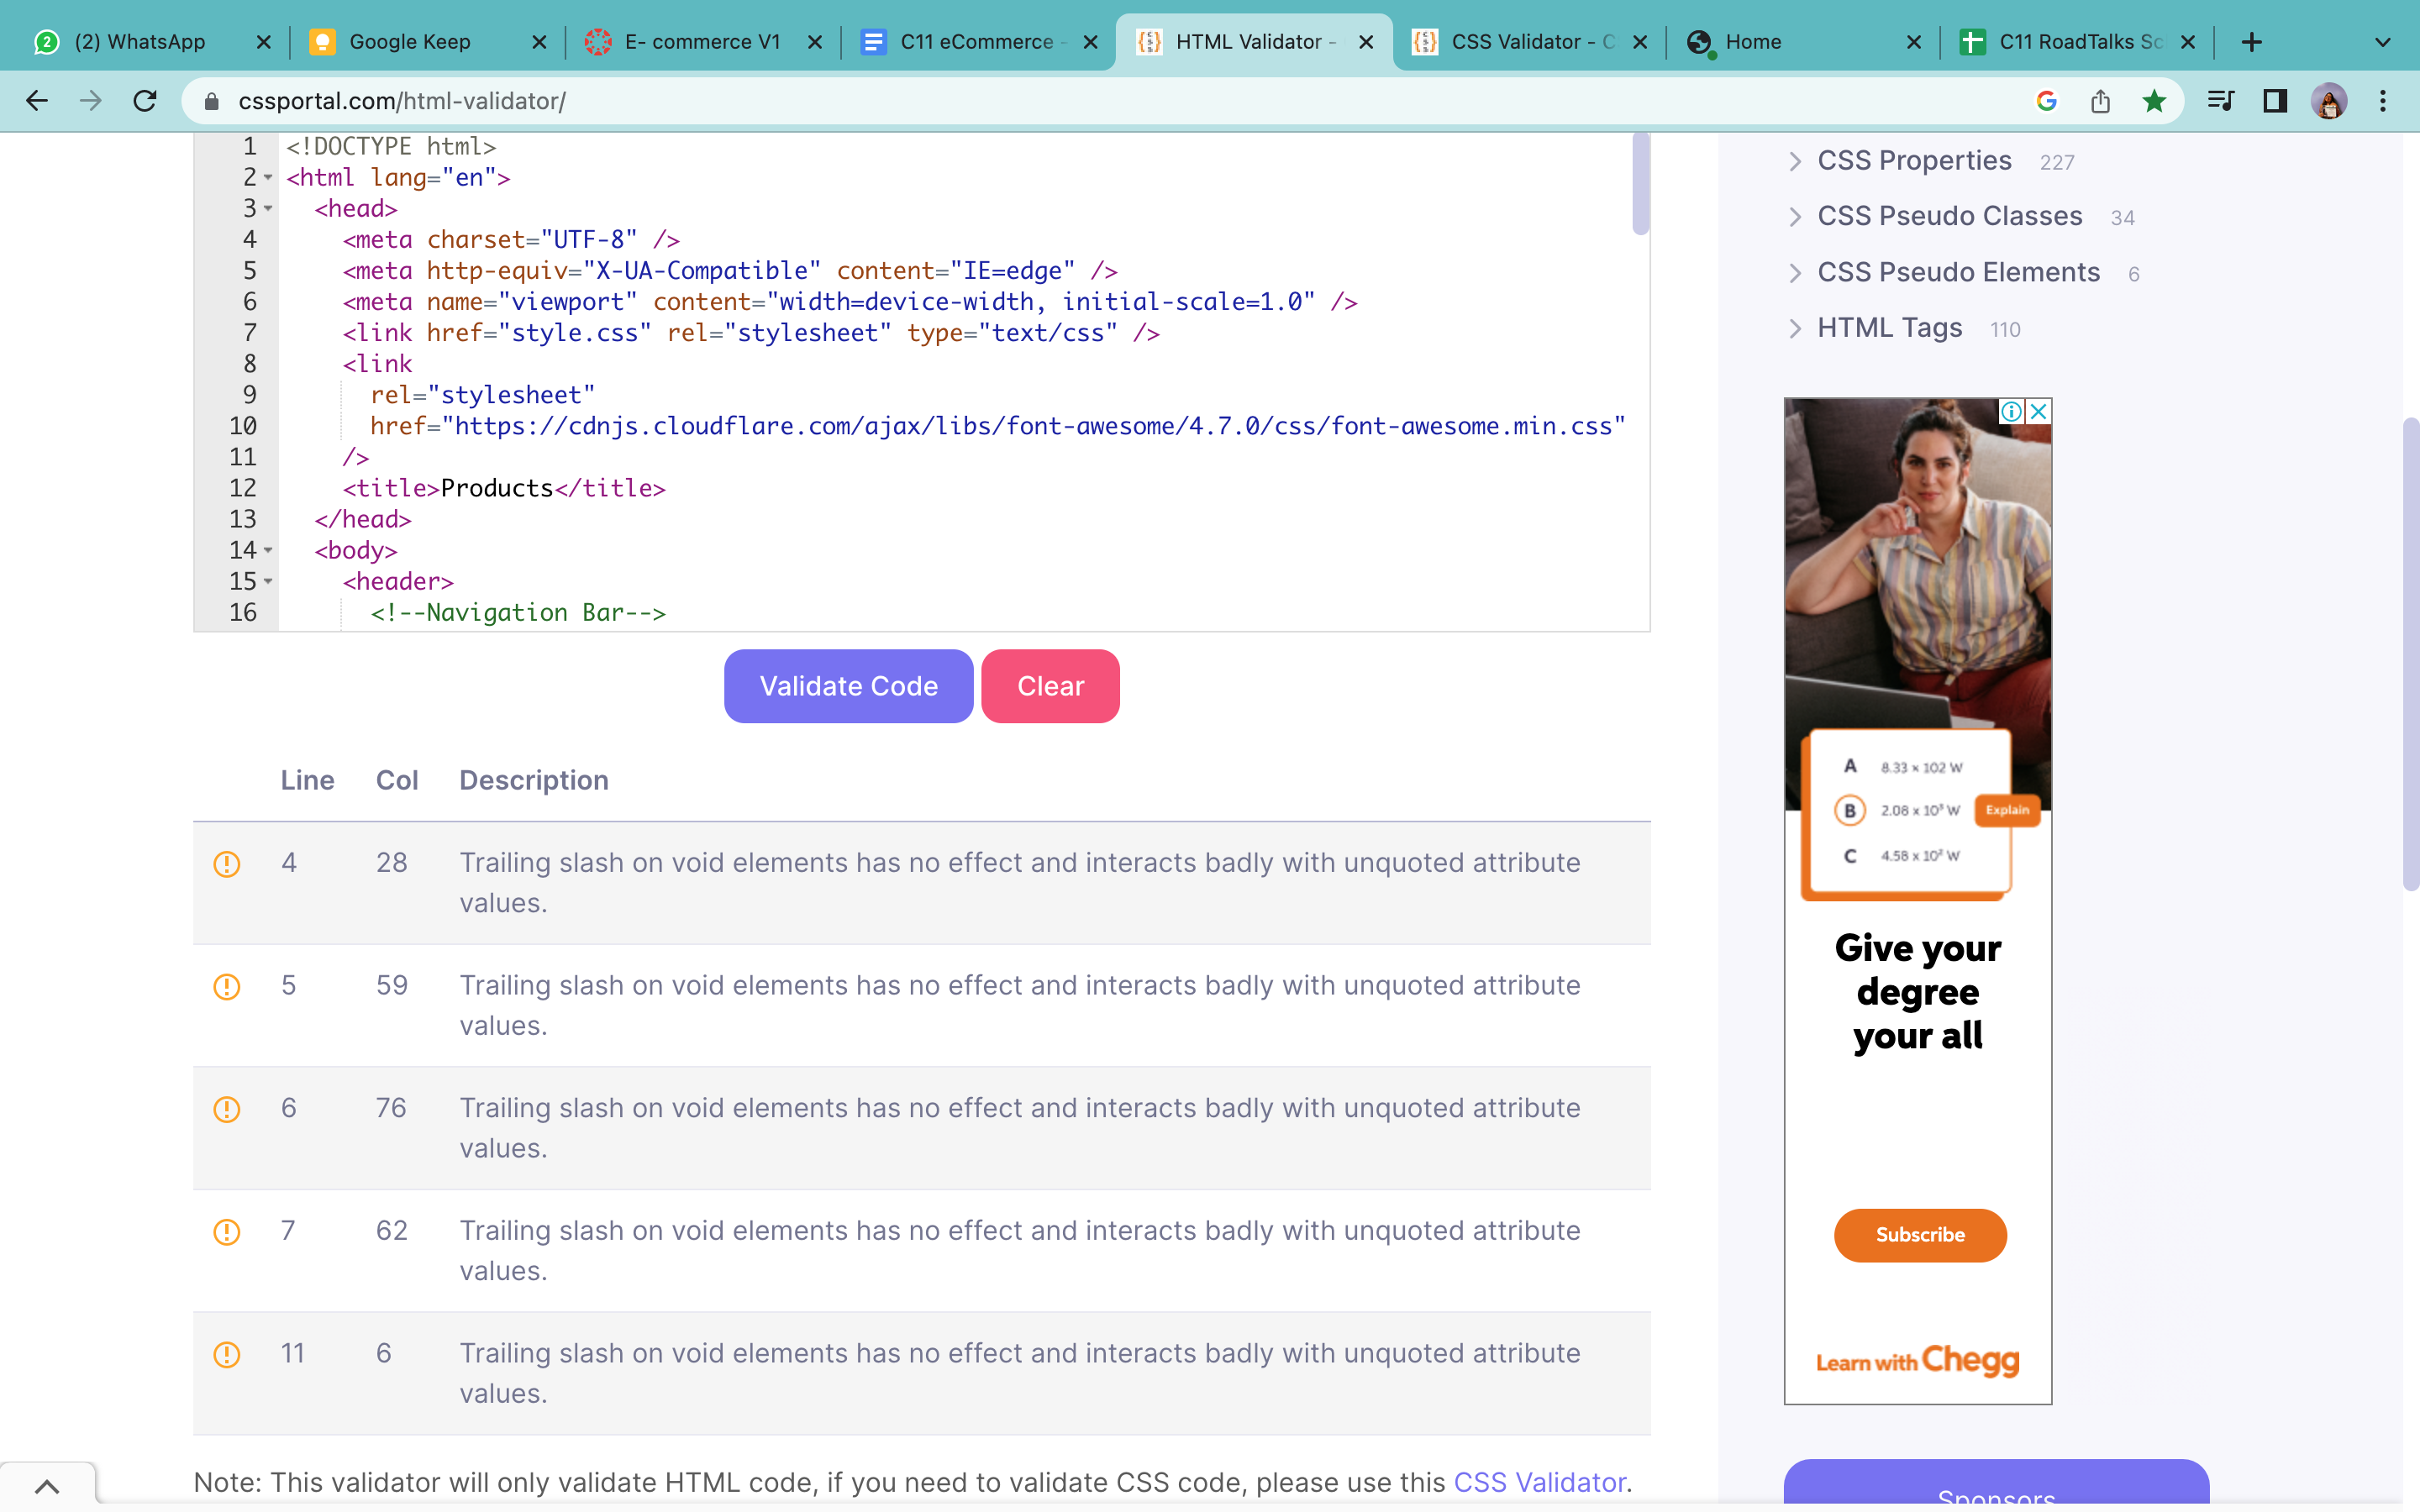 2 (2) WhatsApp
Google Keep
E- commerce V1
C11 eCommerce -
HTML Validator -
CSS Validator - C
Home
C11 RoadTalks Sc
cssportal.com/html-validator/
1 <!DOCTYPE html>
2 <html lang="en">
3 <head>
4 <meta charset="UTF-8" />
5 <meta http-equiv="X-UA-Compatible" content="IE=edge" />
6 <meta name="viewport" content="width=device-width, initial-scale=1.0" />
7 <link href="style.css" rel="stylesheet" type="text/css" />
8 <link
9 rel="stylesheet"
10 href="https://cdnjs.cloudflare.com/ajax/libs/font-awesome/4.7.0/css/font-awesome.min.css"
11 />
12 <title>Products</title>
13 </head>
14 <body>
15 <header>
16 <!--Navigation Bar-->
Validate Code
Clear
Line Col Description
4 28 Trailing slash on void elements has no effect and interacts badly with unquoted attribute
values.
5 59 Trailing slash on void elements has no effect and interacts badly with unquoted attribute
values.
6 76 Trailing slash on void elements has no effect and interacts badly with unquoted attribute
values.
7 62 Trailing slash on void elements has no effect and interacts badly with unquoted attribute
values.
11 6 Trailing slash on void elements has no effect and interacts badly with unquoted attribute
values.
Note: This validator will only validate HTML code, if you need to validate CSS code, please use this CSS Validator.
CSS Properties 227
CSS Pseudo Classes 34
CSS Pseudo Elements 6
HTML Tags 110
A 8.33 × 102 W
B 2.08 × 10³ W Explain
C 4.58 × 10² W
Give your
degree
your all
Subscribe
Learn with Chegg
Sponsors